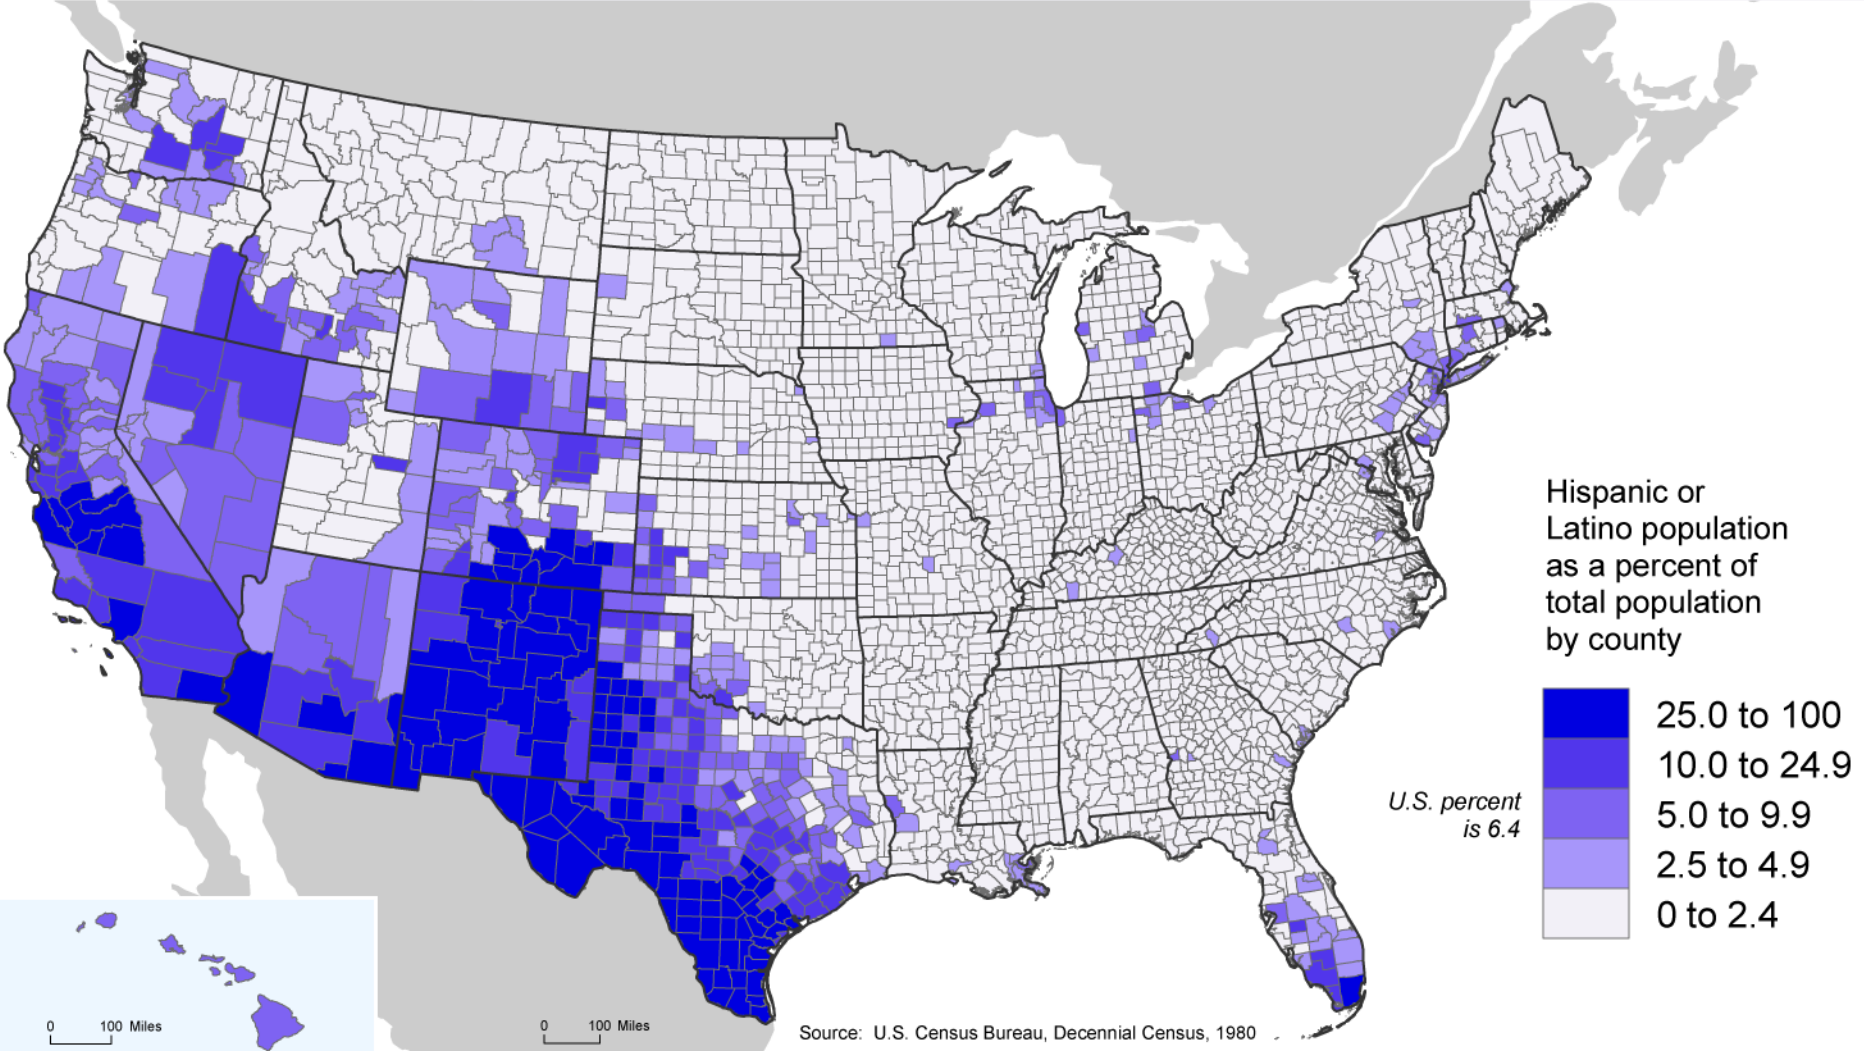 Hispanic or
Latino population
as a percent of
total population
by county
25.0 to 100
10.0 to 24.9
5.0 to 9.9
2.5 to 4.9
0 to 2.4
U.S. percent
is 6.4
0 100 Miles
0 100 Miles
Source: U.S. Census Bureau, Decennial Census, 1980